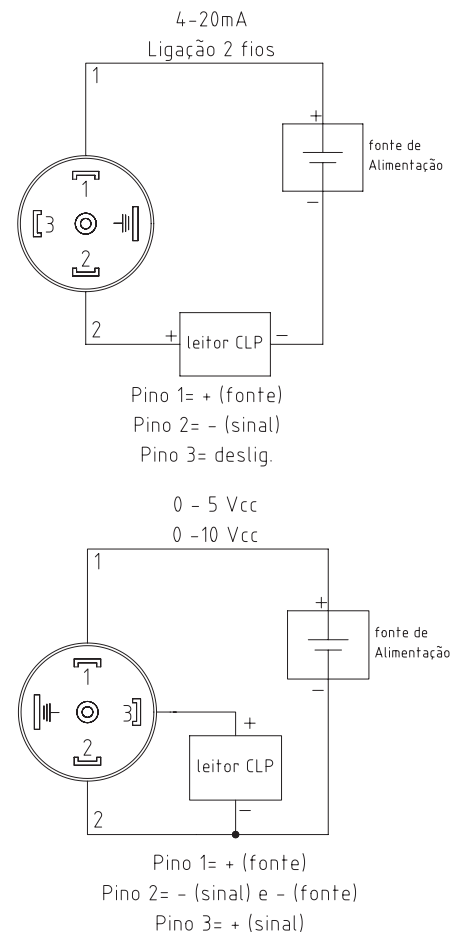 4-20mA
Ligação 2 fios
1
+
fonte de
Alimentação
1
3
2
−
2
+
leitor CLP
−
Pino 1= + (fonte)
Pino 2= - (sinal)
Pino 3= deslig.
0 - 5 Vcc
0 -10 Vcc
1
+
fonte de
Alimentação
1
3
2
−
+
leitor CLP
−
2
Pino 1= + (fonte)
Pino 2= - (sinal) e - (fonte)
Pino 3= + (sinal)